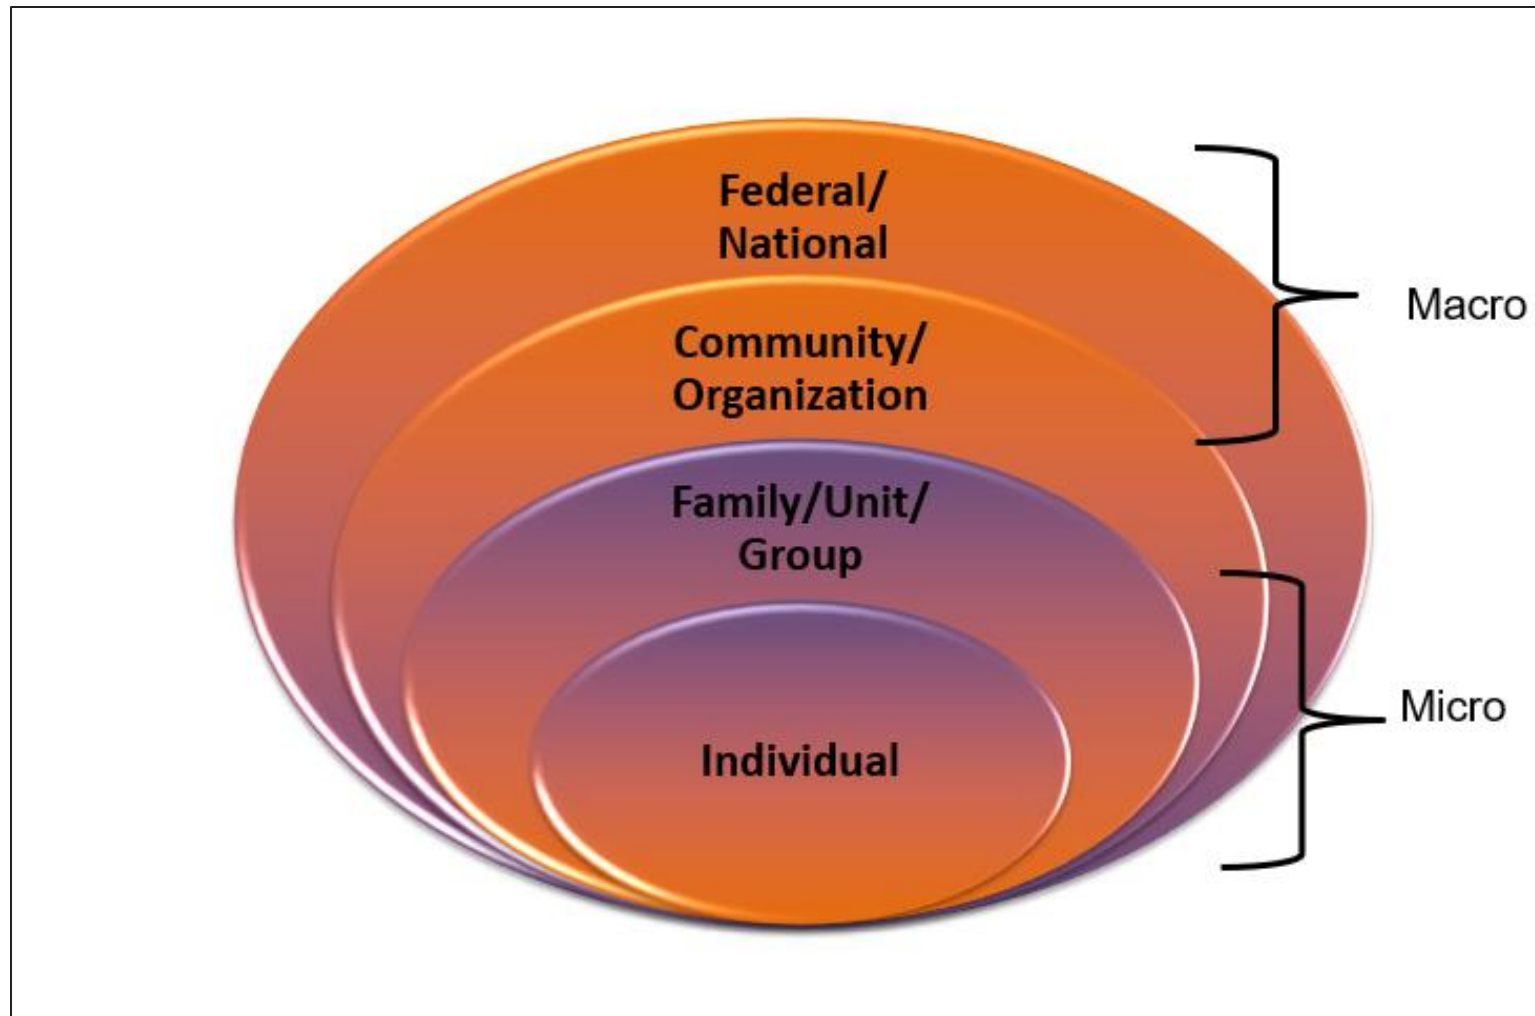 Federal/
National
Macro
Community/
Organization
Family/Unit/
Group
Micro
Individual